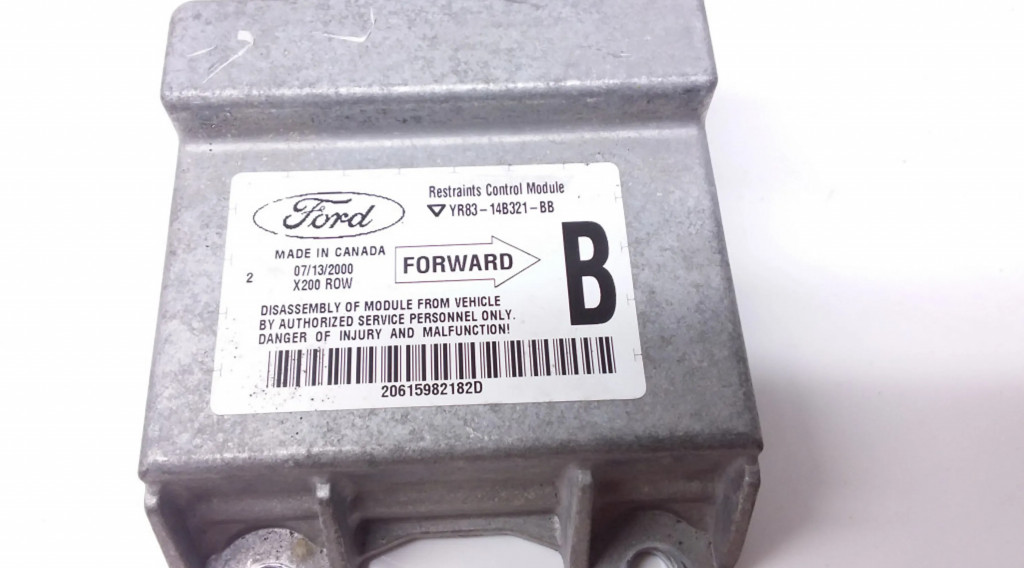 Ford
Restraints Control Module
YR83-14B321-BB
MADE IN CANADA
2
07/13/2000
X200 ROW
FORWARD
B
DISASSEMBLY OF MODULE FROM VEHICLE
BY AUTHORIZED SERVICE PERSONNEL ONLY.
DANGER OF INJURY AND MALFUNCTION!
20615982182D